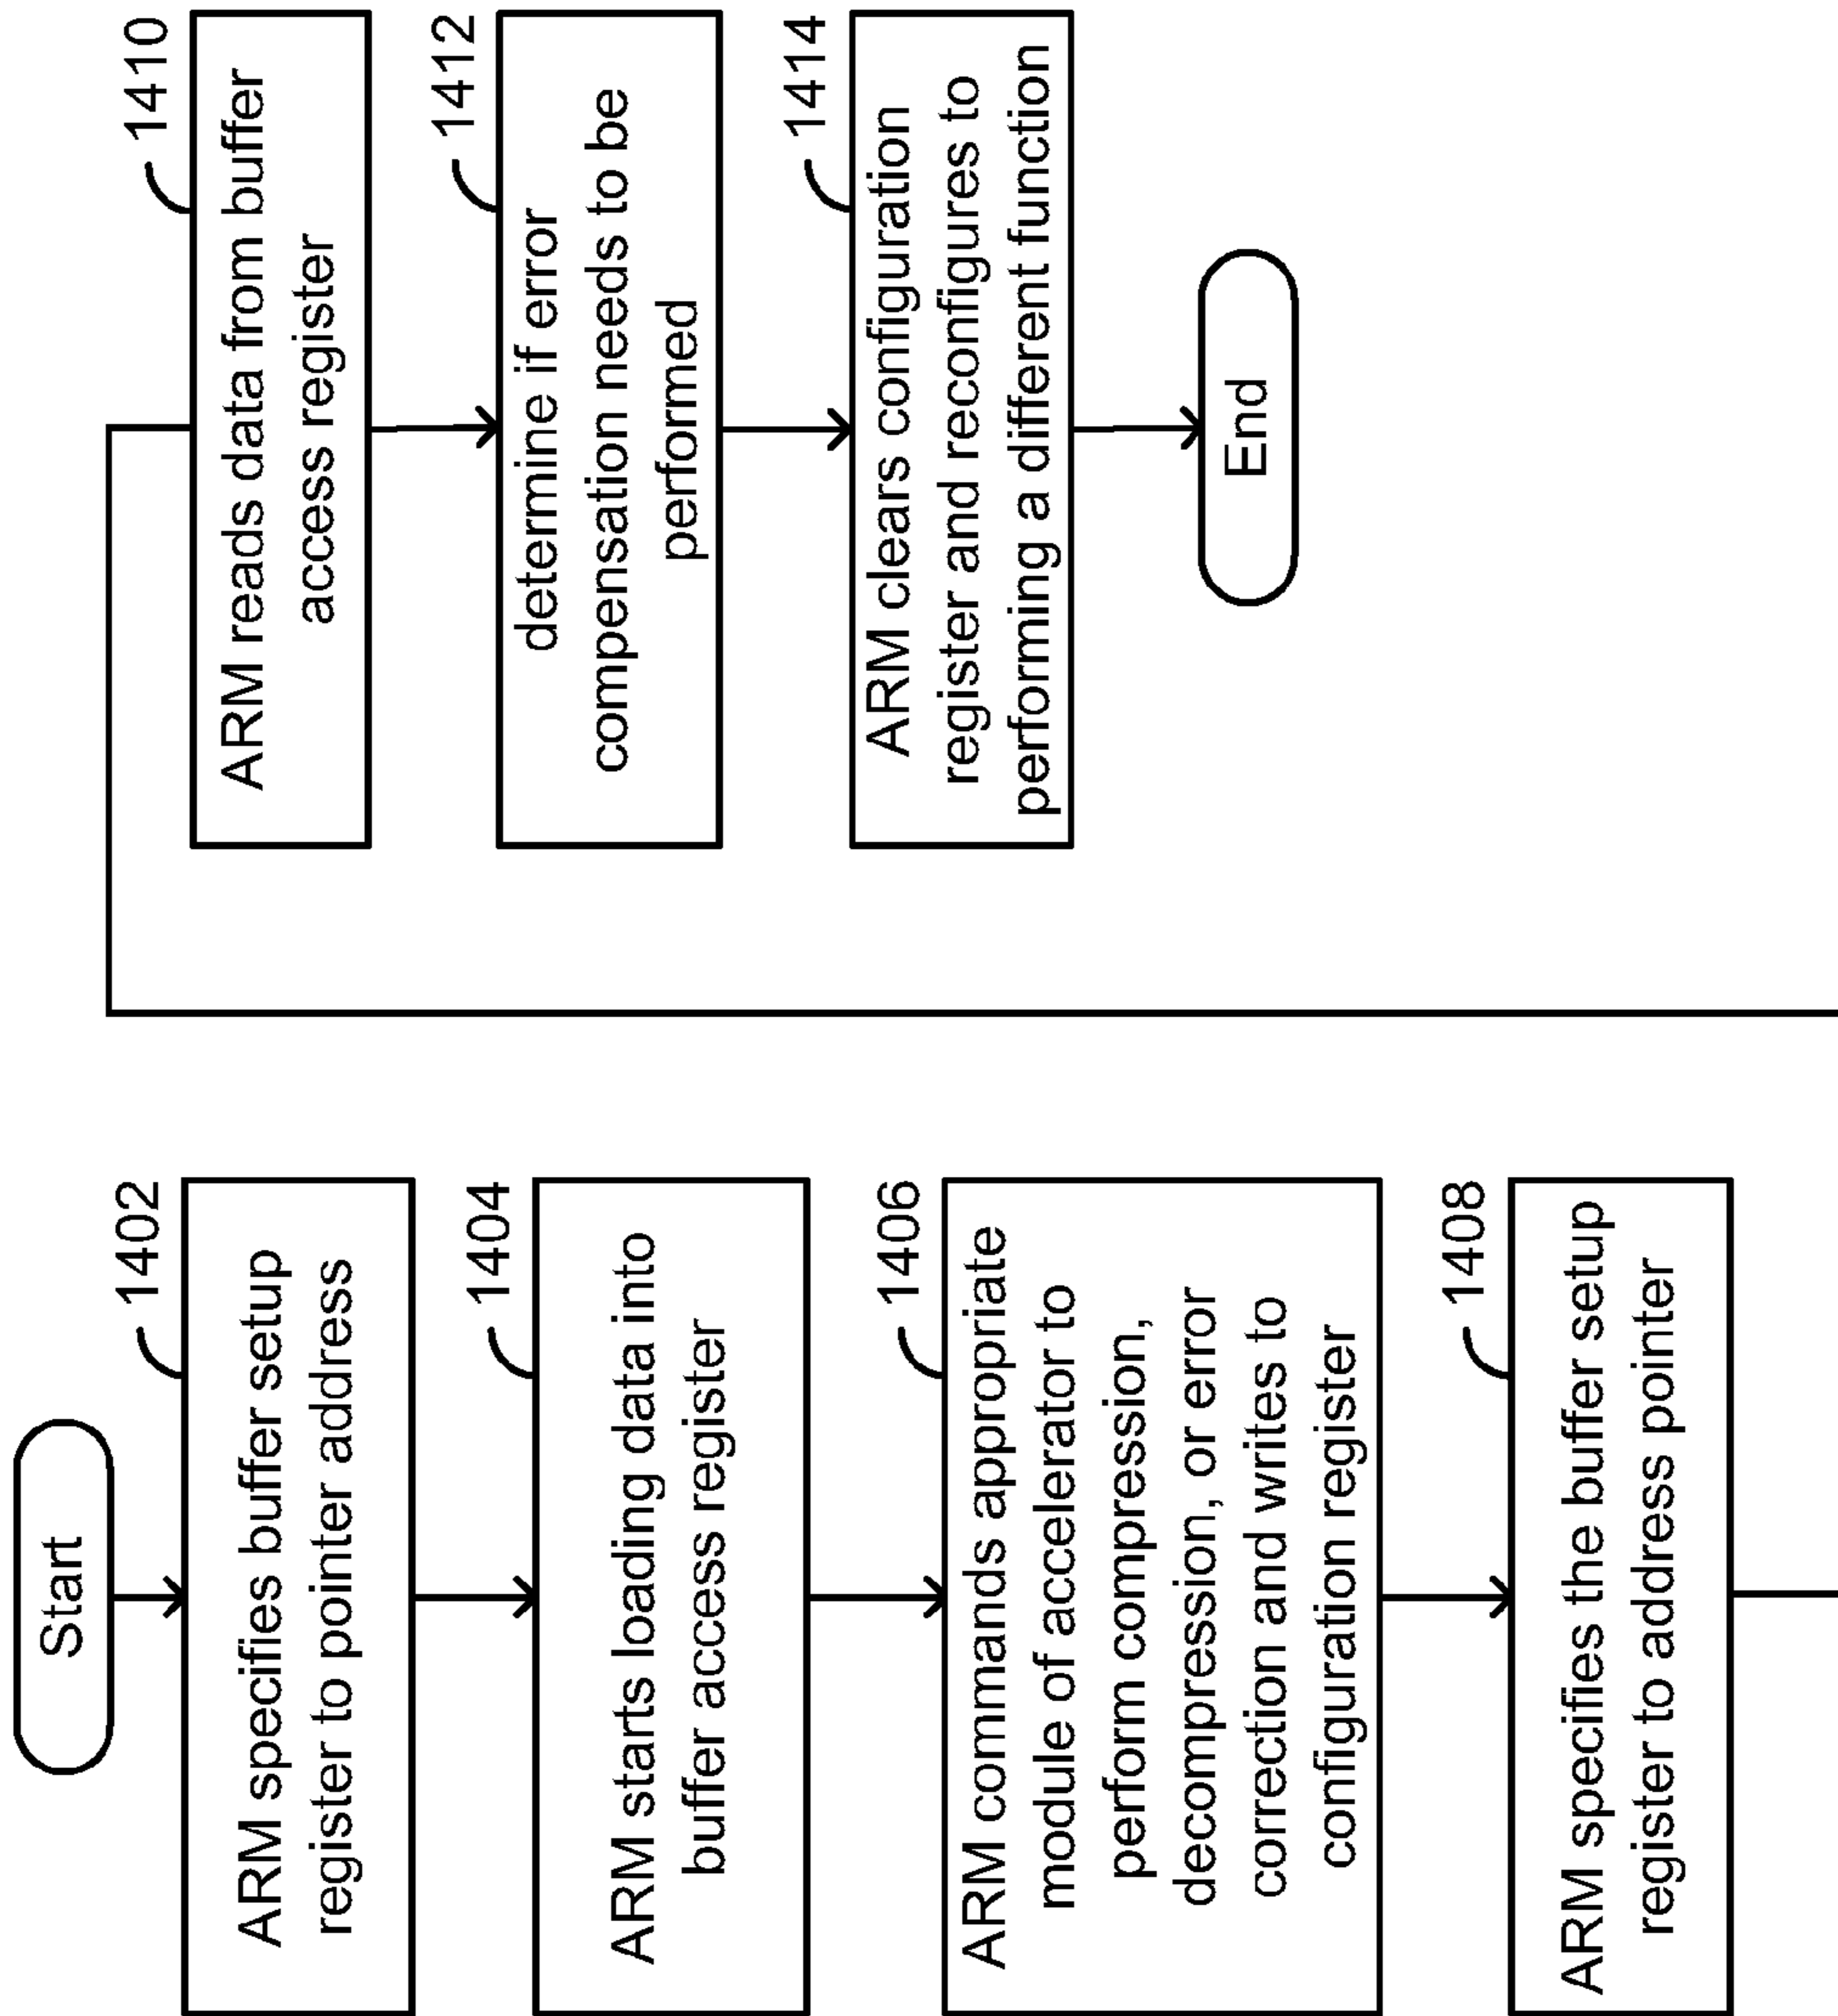 Start
1402
ARM specifies buffer setup
register to pointer address
1404
ARM starts loading data into
buffer access register
1406
ARM commands appropriate
module of accelerator to
perform compression,
decompression, or error
correction and writes to
configuration register
1408
ARM specifies the buffer setup
register to address pointer
1410
ARM reads data from buffer
access register
1412
determine if error
compensation needs to be
performed
1414
ARM clears configuration
register and reconfigures to
performing a different function
End